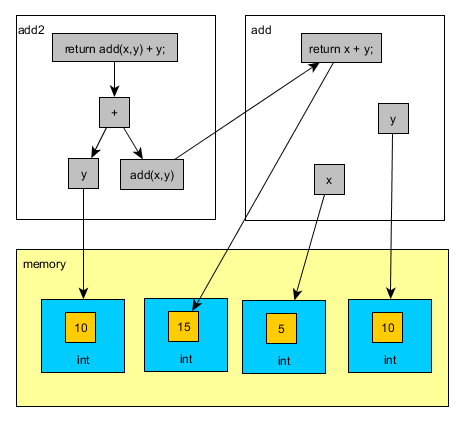 add2
return add(x,y) + y;
+
y
add(x,y)
add
return x + y;
y
x
memory
10
int
15
int
5
int
10
int